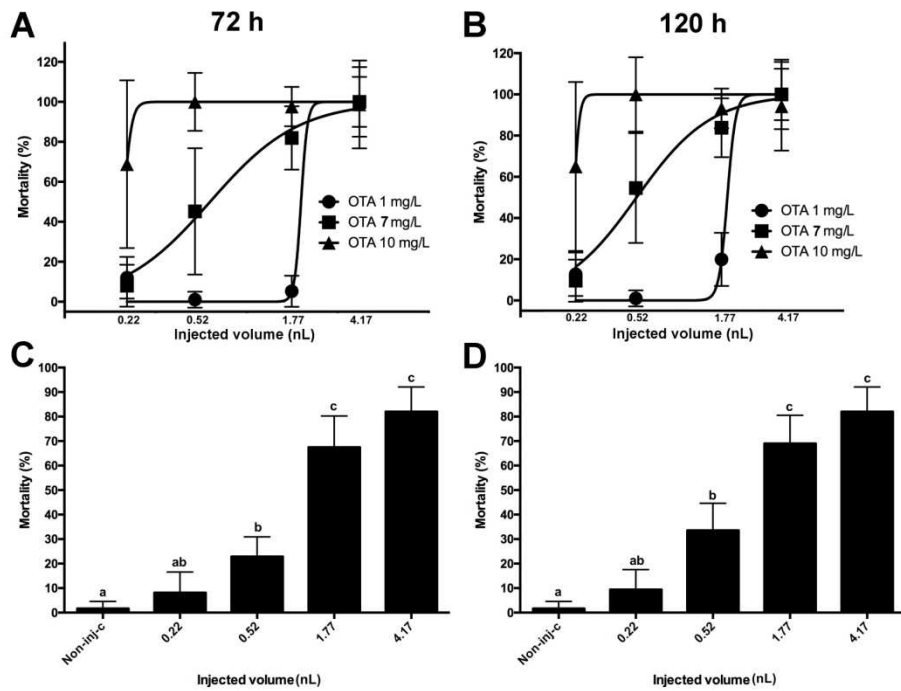 A
72 h
Mortality (%)
120
100
80
60
40
20
0
OTA 1 mg/L
OTA 7 mg/L
OTA 10 mg/L
0.22
0.52
1.77
4.17
Injected volume (nL)
B
120 h
Mortality (%)
120
100
80
60
40
20
0
OTA 1 mg/L
OTA 7 mg/L
OTA 10 mg/L
0.22
0.52
1.77
4.17
Injected volume (nL)
C
Mortality (%)
100
90
80
70
60
50
40
30
20
10
0
a
ab
b
c
c
Non-inj-c
0.22
0.52
1.77
4.17
Injected volume (nL)
D
Mortality (%)
100
90
80
70
60
50
40
30
20
10
0
a
ab
b
c
c
Non-inj-c
0.22
0.52
1.77
4.17
Injected volume (nL)